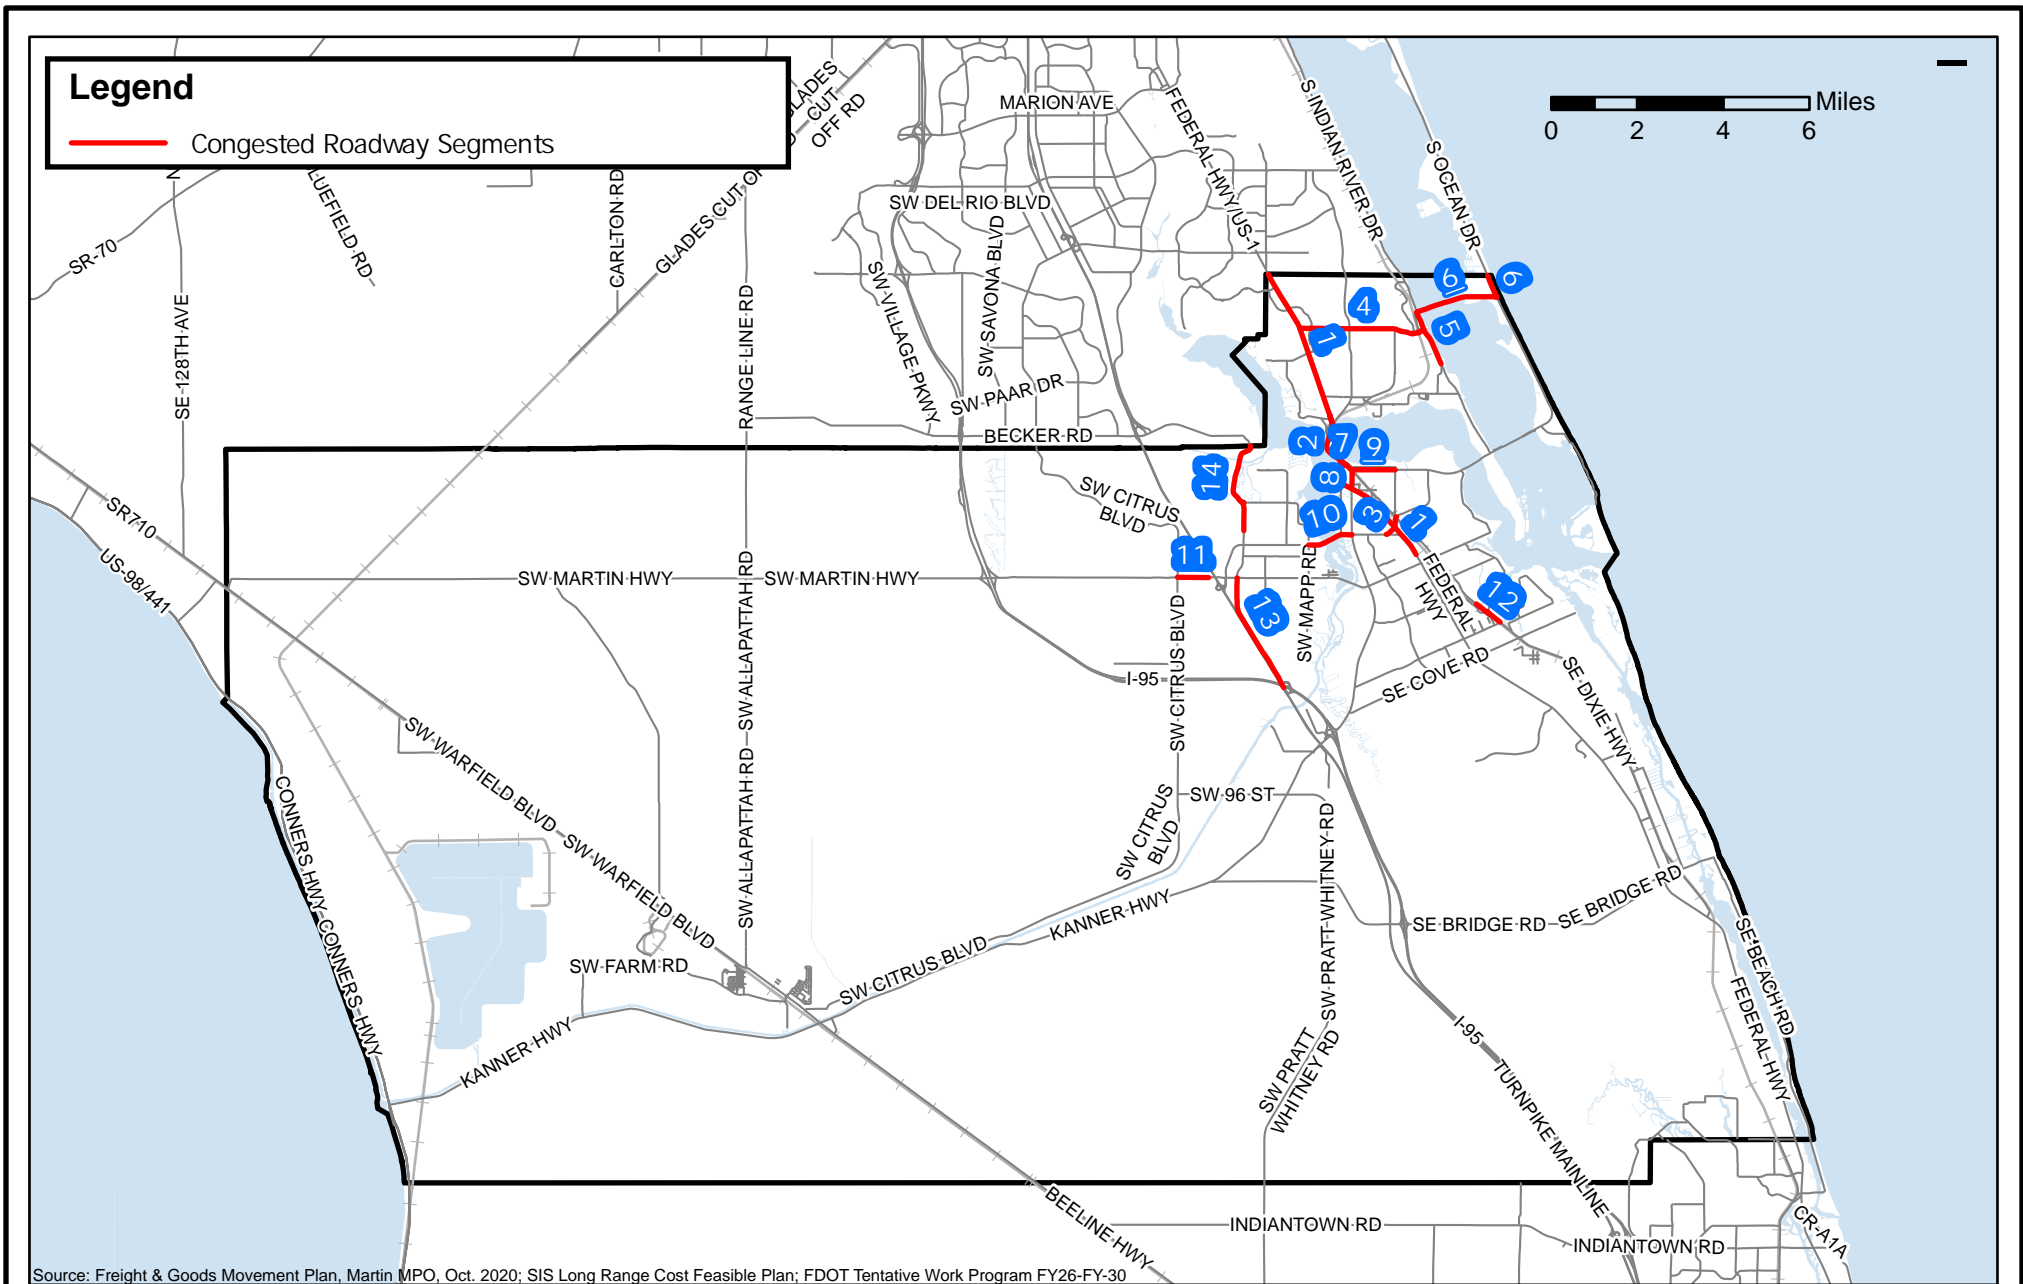 Legend
Congested Roadway Segments
Miles
0 2 4 6
GLADES
CUT
OFF RD
MARION AVE
FEDERAL-HWY/US-1
S INDIAN RIVER DR
S OCEAN DR
SR-70
LUEFIELD RD
CARLTON RD
GLADES CUT OF
SW DEL RIO BLVD
SW-SAVONA BLVD
SW-VILLAGE-PKWY
SE-128TH-AVE
RANGE-LINE RD
SW PAAR DR
BECKER RD
6
6
4
5
1
2
7
9
8
14
10
3
1
11
12
13
SW CITRUS
BLVD
SR710
US-98/441
SW MARTIN HWY
SW MARTIN HWY
SW-ALLAPATTAH RD
SW-ALLAPATTAH-RD
SW-CITRUS-BLVD
SW-MAPP-RD
FEDERAL
HWY
SE COVE RD
SE-DIXIE-HWY
I-95
SW-WARFIELD BLVD
SW-WARFIELD BLVD
SW 96 ST
SW CITRUS
BLVD
CONNERS-HWY
CONNERS-HWY
SW-PRATT-WHITNEY-RD
KANNER-HWY
SE BRIDGE RD
SE BRIDGE RD
SW-FARM RD
SW-CITRUS BLVD
SE BEACH RD
FEDERAL-HWY
KANNER-HWY
SW PRATT
WHITNEY RD
I-95
TURNPIKE MAINLINE
BEELINE HWY
INDIANTOWN RD
INDIANTOWN RD
CR-A1A
Source: Freight & Goods Movement Plan, Martin MPO, Oct. 2020; SIS Long Range Cost Feasible Plan; FDOT Tentative Work Program FY26-FY-30